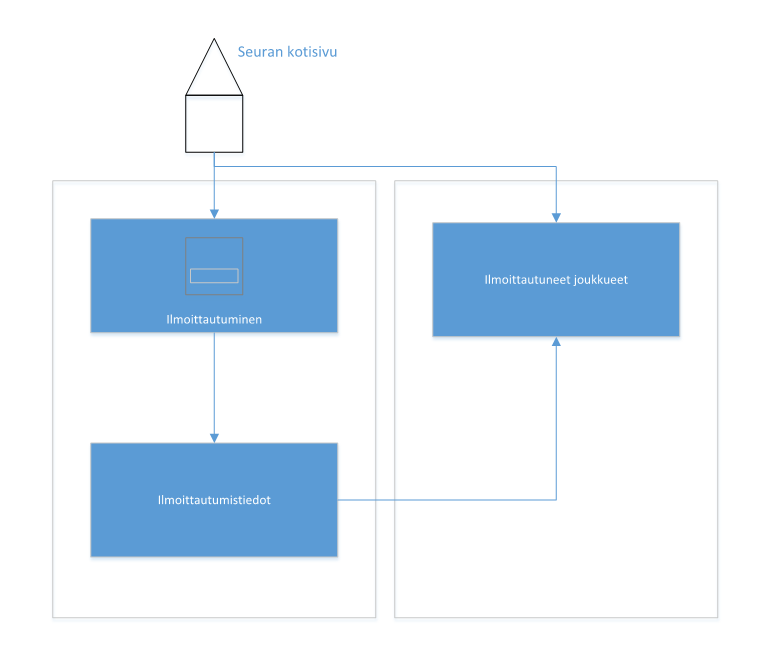 Seuran kotisivu
Ilmoittautuminen
Ilmoittautuneet joukkueet
Ilmoittautumistiedot